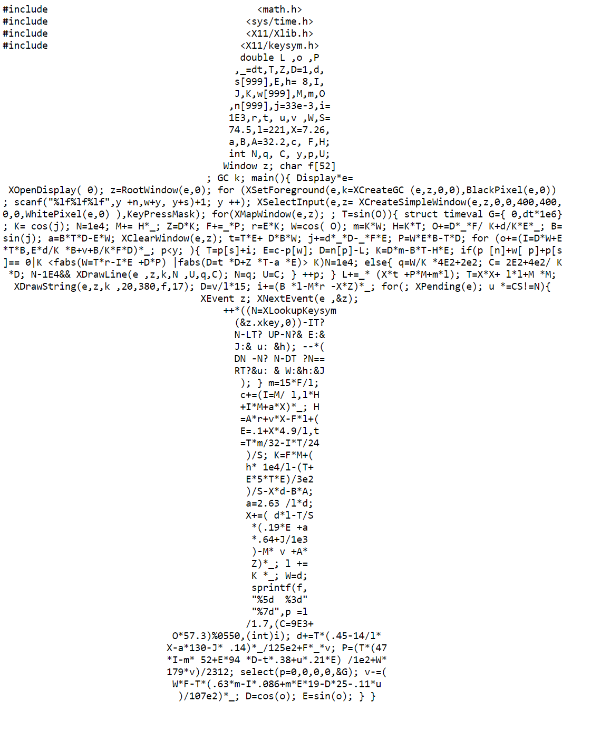 #include <math.h>
#include <sys/time.h>
#include <X11/Xlib.h>
#include <X11/keysym.h>
double L ,o ,P
,_=dt,T,Z,D=1,d,
s[999],E,h= 8,I,
J,K,w[999],M,m,O
,n[999],j=33e-3,i=
1E3,r,t, u,v ,W,S=
74.5,l=221,X=7.26,
a,B,A=32.2,c, F,H;
int N,q, C, y,p,U;
Window z; char f[52]
; GC k; main(){ Display*e=
XOpenDisplay( 0); z=RootWindow(e,0); for (XSetForeground(e,k=XCreateGC (e,z,0,0),BlackPixel(e,0))
; scanf("%lf%lf%lf",y +n,w+y, y+s)+1; y ++); XSelectInput(e,z= XCreateSimpleWindow(e,z,0,0,400,400,
0,0,WhitePixel(e,0) ),KeyPressMask); for(XMapWindow(e,z); ; T=sin(O)){ struct timeval G={ 0,dt*1e6}
; K= cos(j); N=1e4; M+= H*_; Z=D*K; F+=_*P; r=E*K; W=cos( O); m=K*W; H=K*T; O+=D*_*F/ K+d/K*E*_; B=
sin(j); a=B*T*D-E*W; XClearWindow(e,z); t=T*E+ D*B*W; j+=d*_*D-_*F*E; P=W*E*B-T*D; for (o+=(I=D*W+E
*T*B,E*d/K *B+v+B/K*F*D)*_; p<y; ){ T=p[s]+i; E=c-p[w]; D=n[p]-L; K=D*m-B*T-H*E; if(p [n]+w[ p]+p[s
]== 0|K <fabs(W=T*r-I*E +D*P) |fabs(D=t *D+Z *T-a *E)> K)N=1e4; else{ q=W/K *4E2+2e2; C= 2E2+4e2/ K
*D; N-1E4&& XDrawLine(e ,z,k,N ,U,q,C); N=q; U=C; } ++p; } L+=_* (X*t +P*M+m*l); T=X*X+ l*l+M *M;
XDrawString(e,z,k ,20,380,f,17); D=v/l*15; i+=(B *l-M*r -X*Z)*_; for(; XPending(e); u *=CS!=N){
XEvent z; XNextEvent(e ,&z);
++*((N=XLookupKeysym
(&z.xkey,0))-IT?
N-LT? UP-N?& E:&
J:& u: &h); --*(
DN -N? N-DT ?N==
RT?&u: & W:&h:&J
); } m=15*F/l;
c+=(I=M/ l,l*H
+I*M+a*X)*_; H
=A*r+v*X-F*l+(
E=.1+X*4.9/l,t
=T*m/32-I*T/24
)/S; K=F*M+(
h* 1e4/l-(T+
E*5*T*E)/3e2
)/S-X*d-B*A;
a=2.63 /l*d;
X+=( d*l-T/S
*(.19*E +a
*.64+J/1e3
)-M* v +A*
Z)*_; l +=
K *_; W=d;
sprintf(f,
"%5d  %3d"
"%7d",p =l
/1.7,(C=9E3+
O*57.3)%0550,(int)i); d+=T*(.45-14/l*
X-a*130-J* .14)*_/125e2+F*_*v; P=(T*(47
*I-m* 52+E*94 *D-t*.38+u*.21*E) /1e2+W*
179*v)/2312; select(p=0,0,0,0,&G); v-=(
W*F-T*(.63*m-I*.086+m*E*19-D*25-.11*u
)/107e2)*_; D=cos(o); E=sin(o); } }